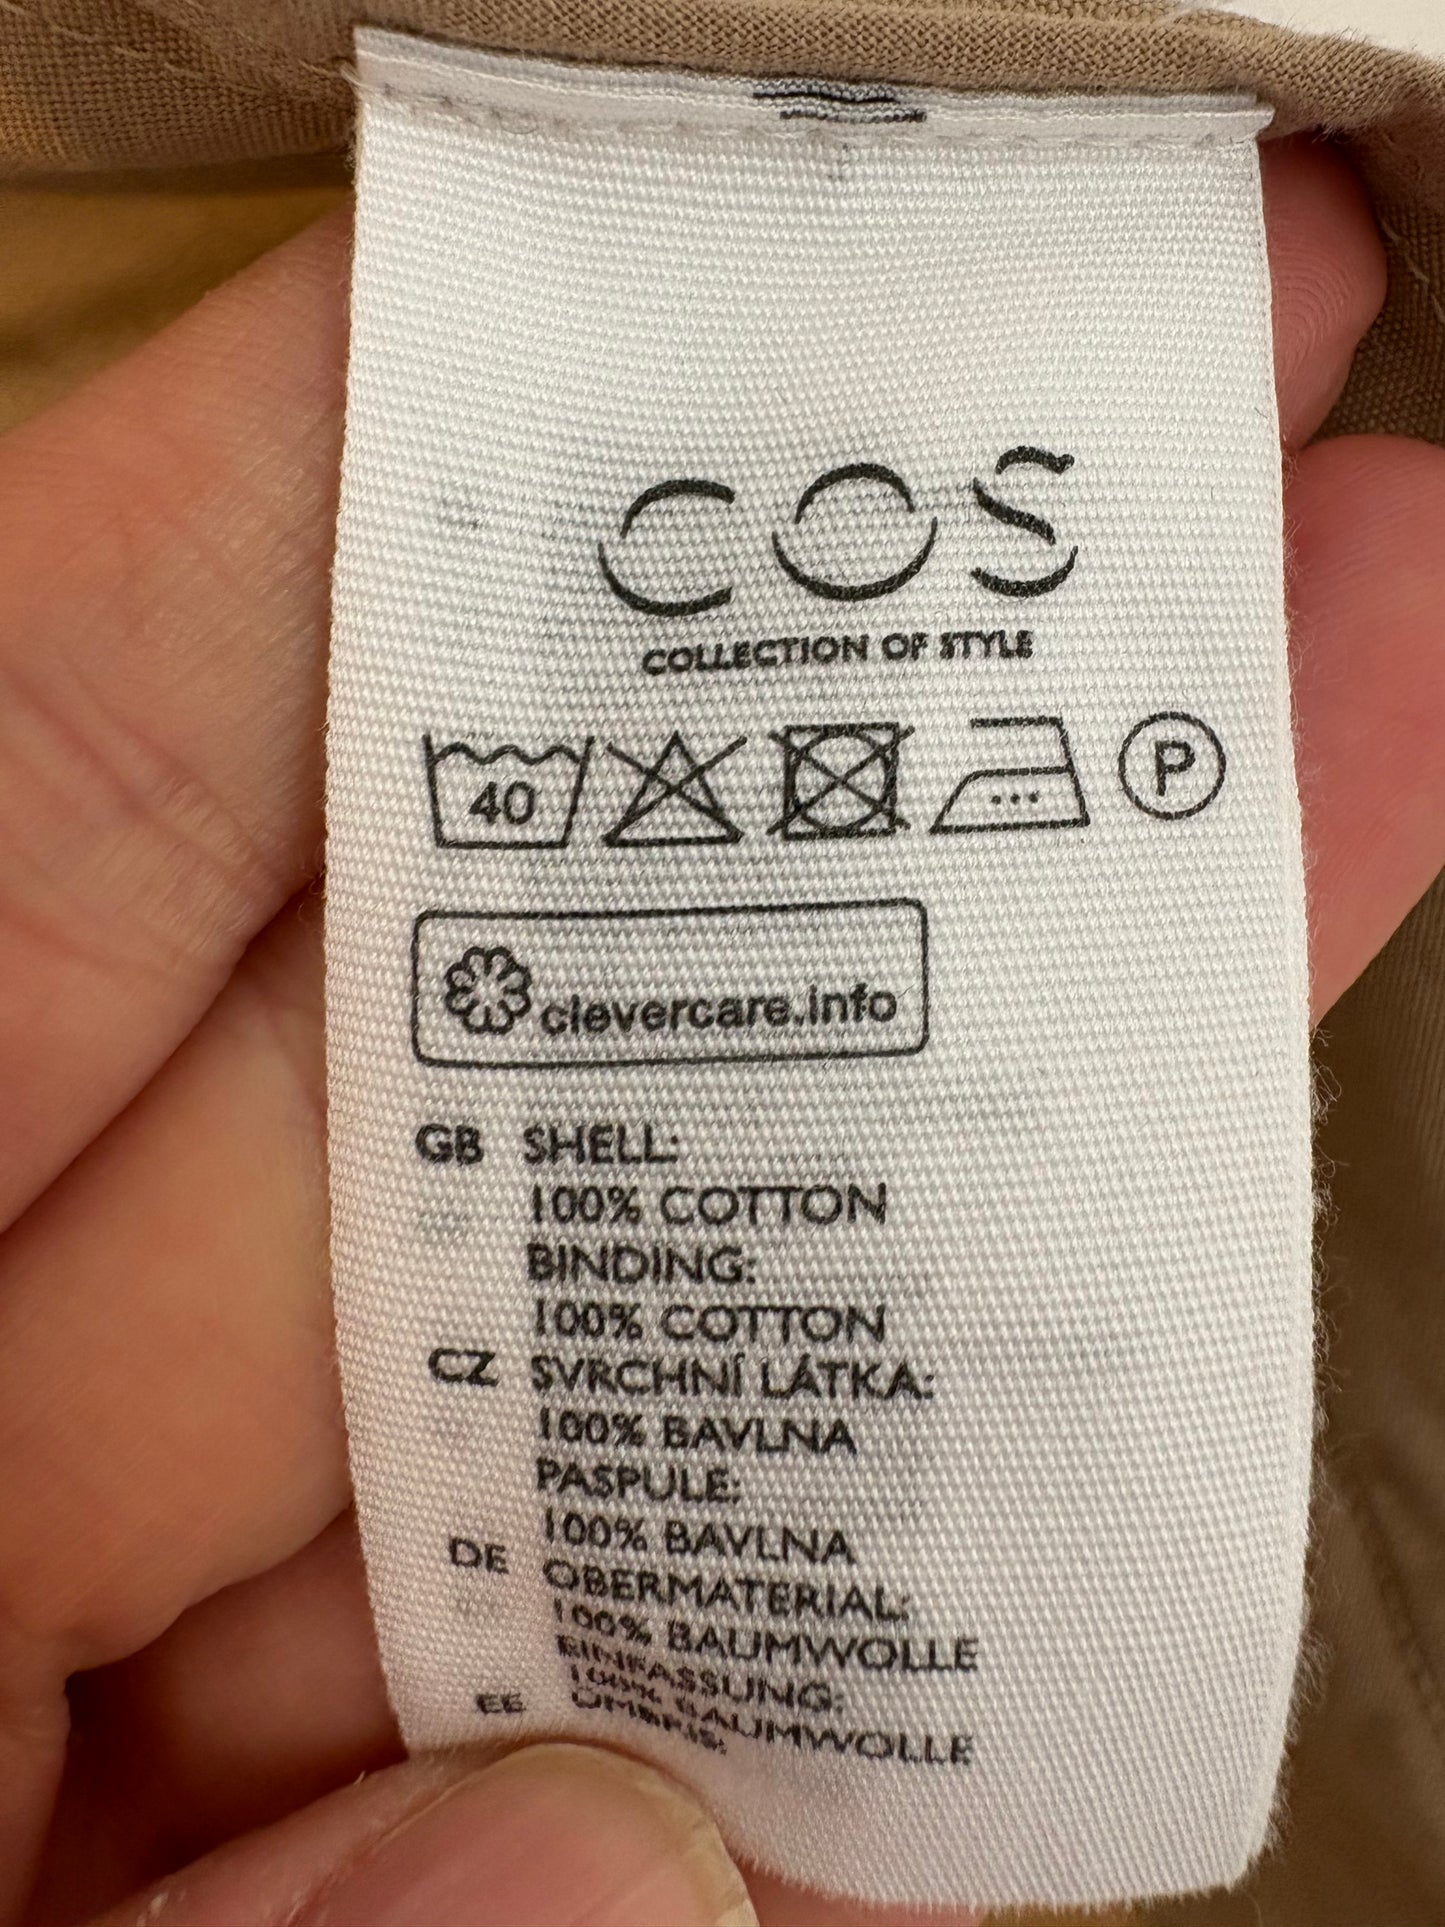 COS
COLLECTION OF STYLE
40 P
clevercare.info
GB SHELL:
100% COTTON
BINDING:
100% COTTON
CZ SVRCHNÍ LÁTKA:
100% BAVLNA
PASPULE:
100% BAVLNA
DE OBERMATERIAL:
100% BAUMWOLLE
EINFASSUNG:
100% BAUMWOLLE
EE ÜMBRIS: